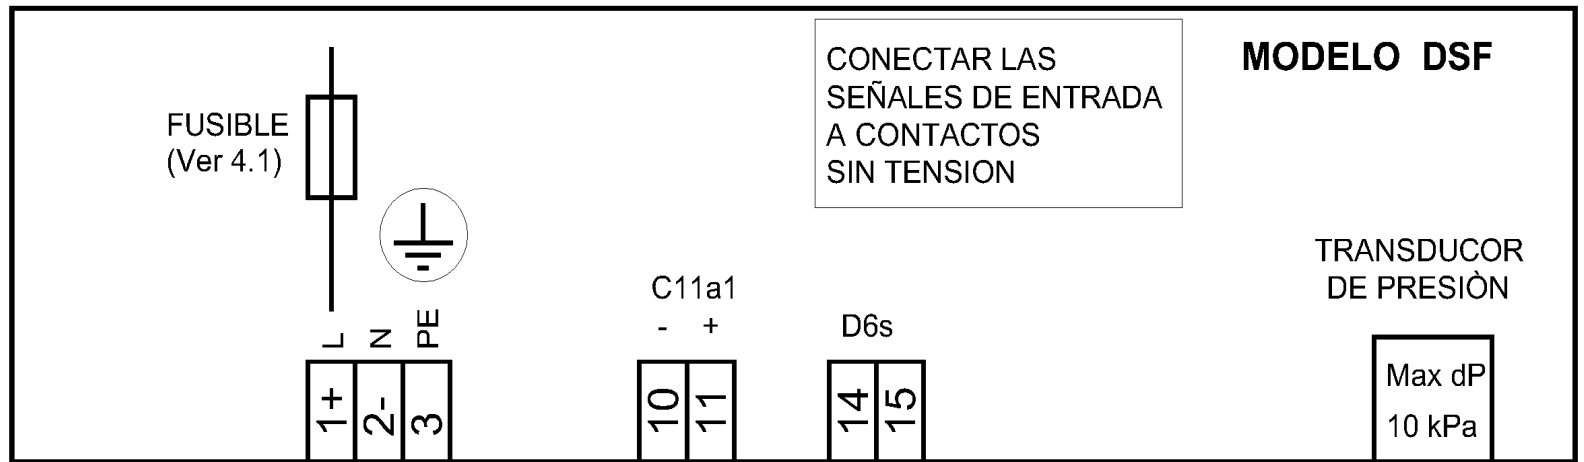 CONECTAR LAS
SEÑALES DE ENTRADA
A CONTACTOS
SIN TENSION
MODELO DSF
FUSIBLE
(Ver 4.1)
TRANSDUCOR
DE PRESIÒN
C11a1
- +
D6s
L N PE
1+ 2- 3
10 11
14 15
Max dP
10 kPa